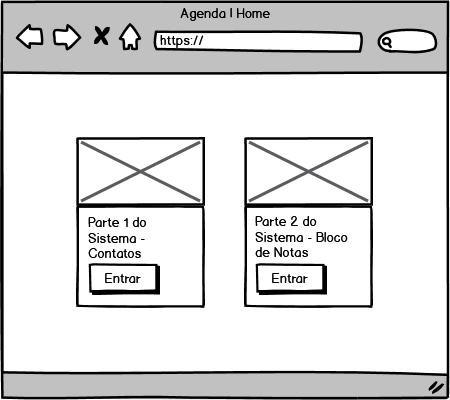 Agenda | Home
https://
Parte 1 do
Sistema -
Contatos
Entrar
Parte 2 do
Sistema - Bloco
de Notas
Entrar